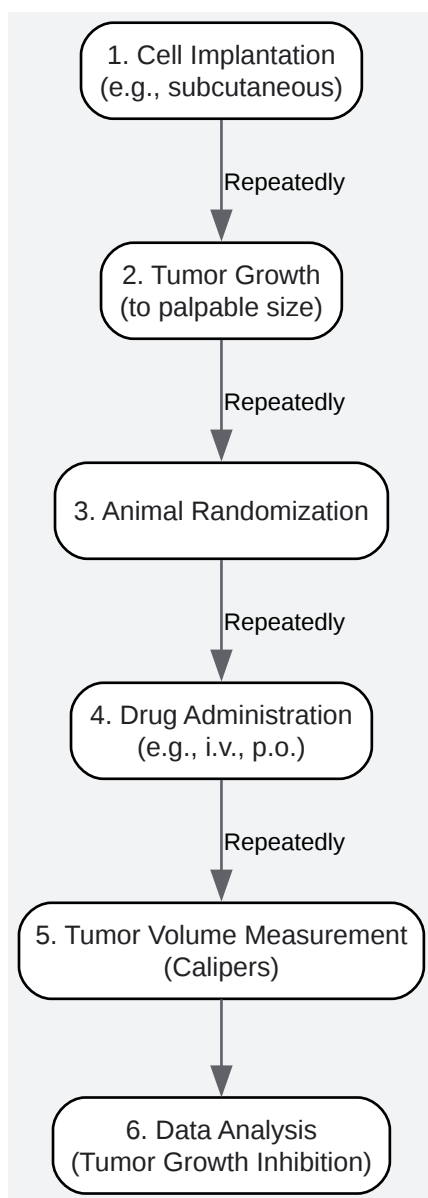 1. Cell Implantation
(e.g., subcutaneous)
Repeatedly
2. Tumor Growth
(to palpable size)
Repeatedly
3. Animal Randomization
Repeatedly
4. Drug Administration
(e.g., i.v., p.o.)
Repeatedly
5. Tumor Volume Measurement
(Calipers)
6. Data Analysis
(Tumor Growth Inhibition)